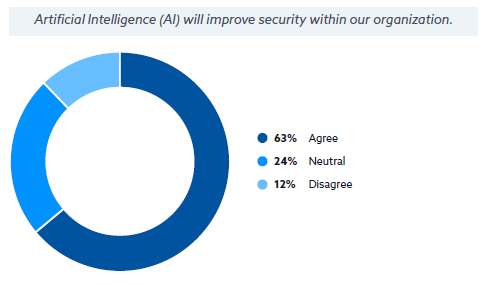 Artificial Intelligence (AI) will improve security within our organization.
63% Agree
24% Neutral
12% Disagree